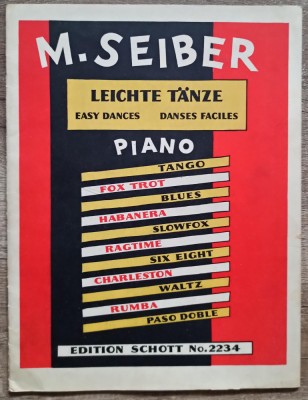 M. SEIBER
LEICHTE TÄNZE
EASY DANCES DANSES FACILES
PIANO
TANGO
FOX TROT
BLUES
HABANERA
SLOWFOX
RAGTIME
SIX EIGHT
CHARLESTON
WALTZ
RUMBA
PASO DOBLE
EDITION SCHOTT No. 2234